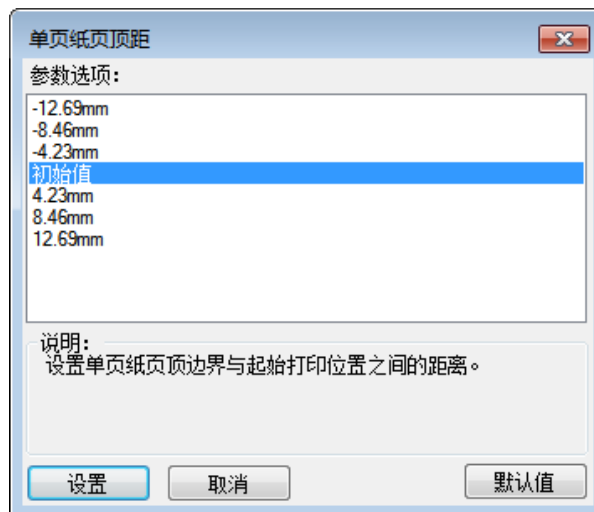 单页纸页顶距
参数选项：
-12.69mm
-8.46mm
-4.23mm
初始值
4.23mm
8.46mm
12.69mm
说明：
设置单页纸页顶边界与起始打印位置之间的距离。
设置
取消
默认值